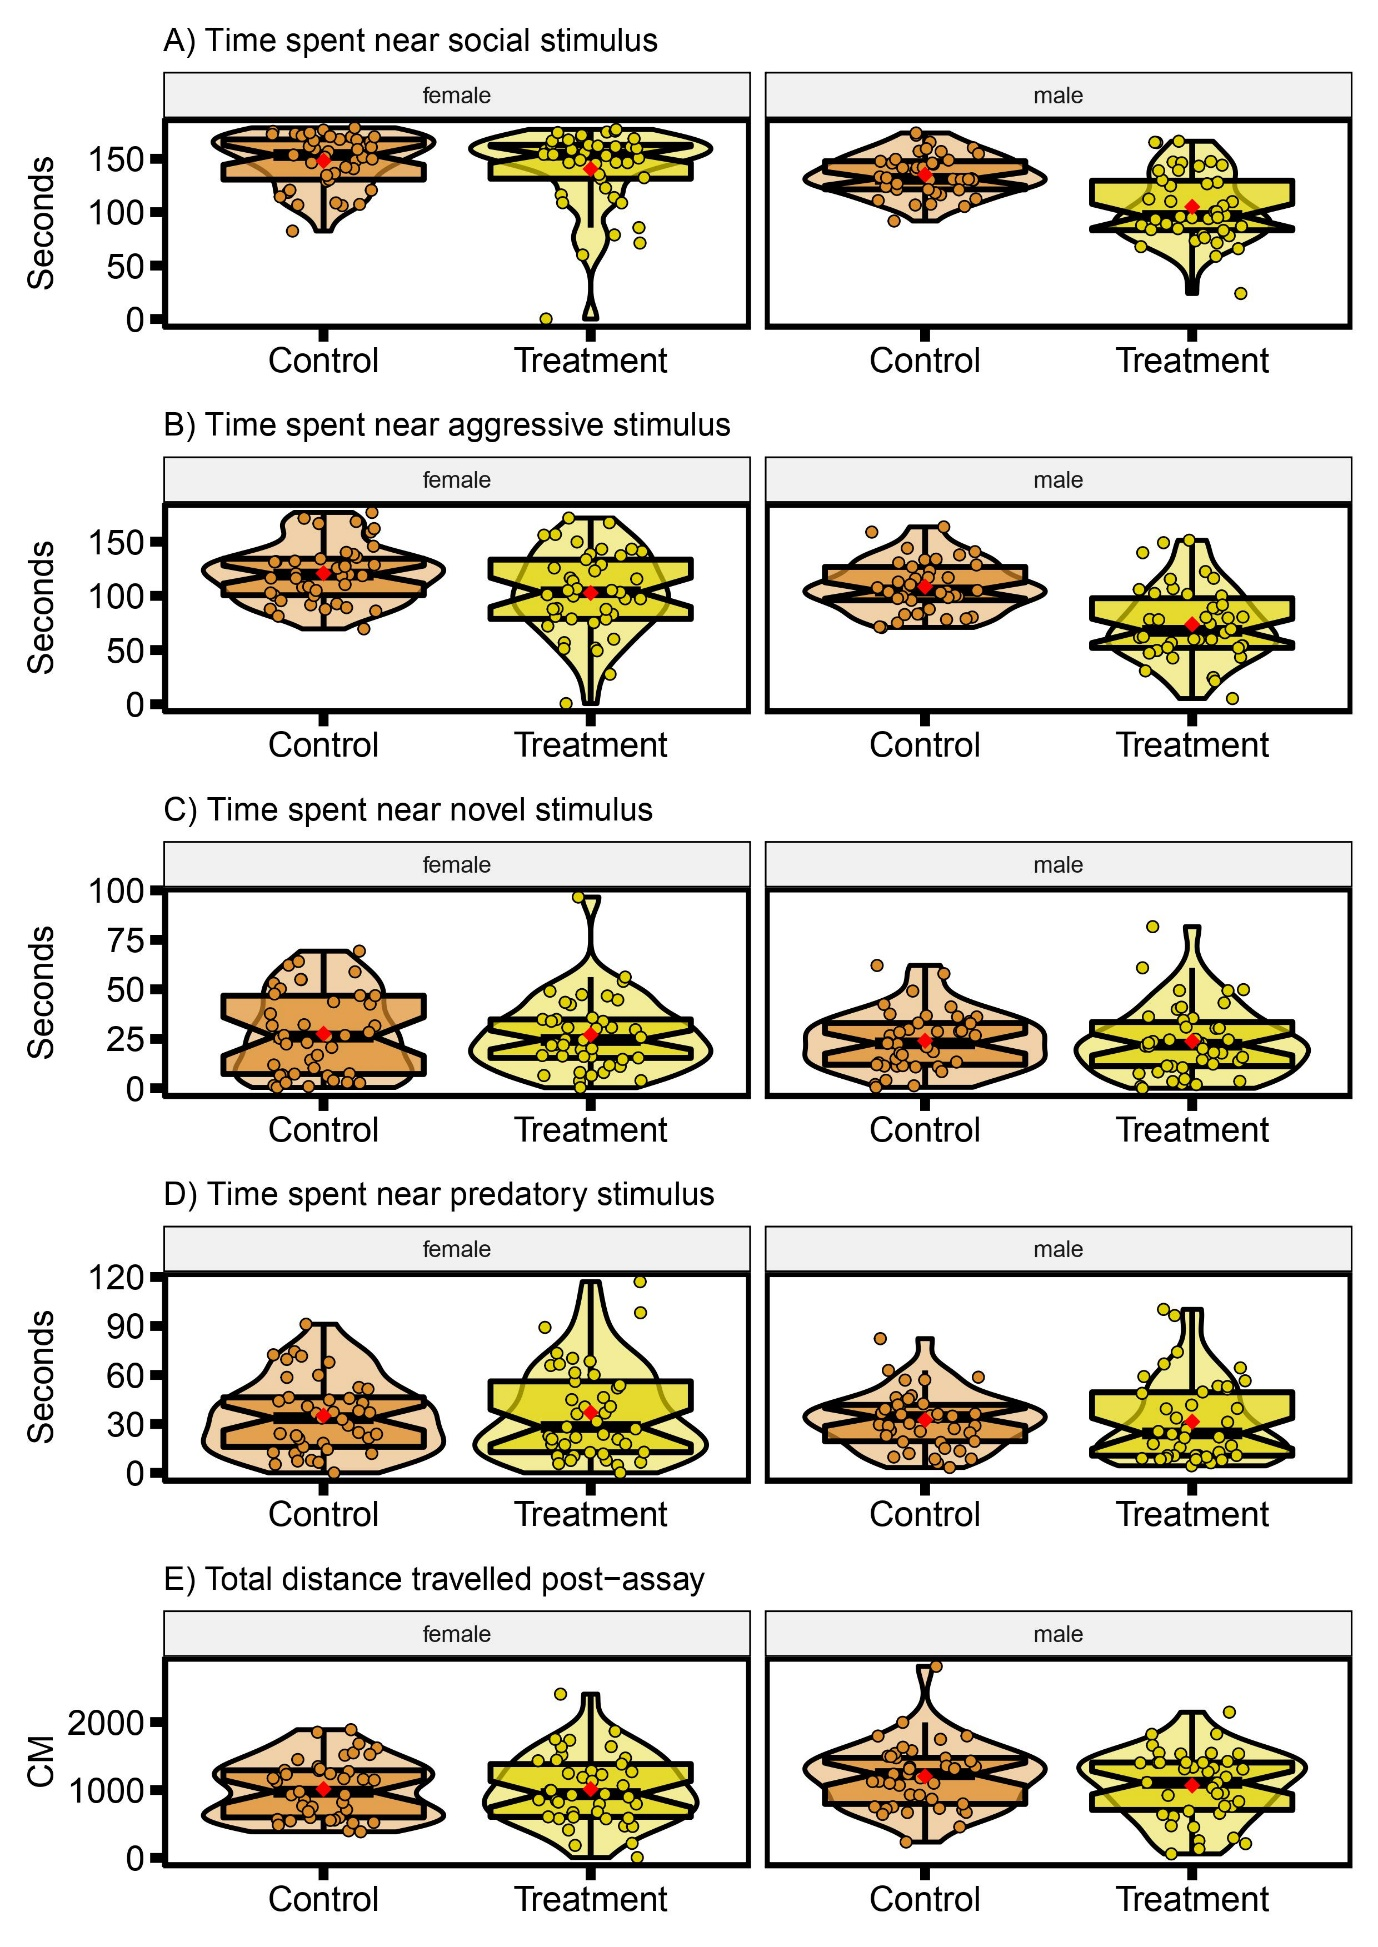 A) Time spent near social stimulus
female male
Seconds
150
100
50
0
Control Treatment Control Treatment
B) Time spent near aggressive stimulus
female male
Seconds
150
100
50
0
Control Treatment Control Treatment
C) Time spent near novel stimulus
female male
Seconds
100
75
50
25
0
Control Treatment Control Treatment
D) Time spent near predatory stimulus
female male
Seconds
120
90
60
30
0
Control Treatment Control Treatment
E) Total distance travelled post−assay
female male
CM
2000
1000
0
Control Treatment Control Treatment